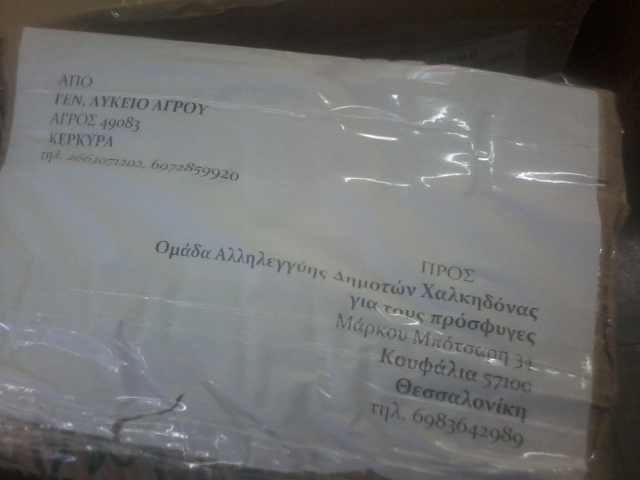 ΑΠΟ
ΓΕΝ. ΛΥΚΕΙΟ ΑΓΡΟΥ
ΑΓΡΟΣ 49083
ΚΕΡΚΥΡΑ
τηλ. 2663071202, 6972859920
ΠΡΟΣ
Ομάδα Αλληλεγγύης Δημοτών Χαλκηδόνας
για τους πρόσφυγες
Μάρκου Μπότσαρη 34
Κουφάλια 57100
Θεσσαλονίκη
τηλ. 6983642989